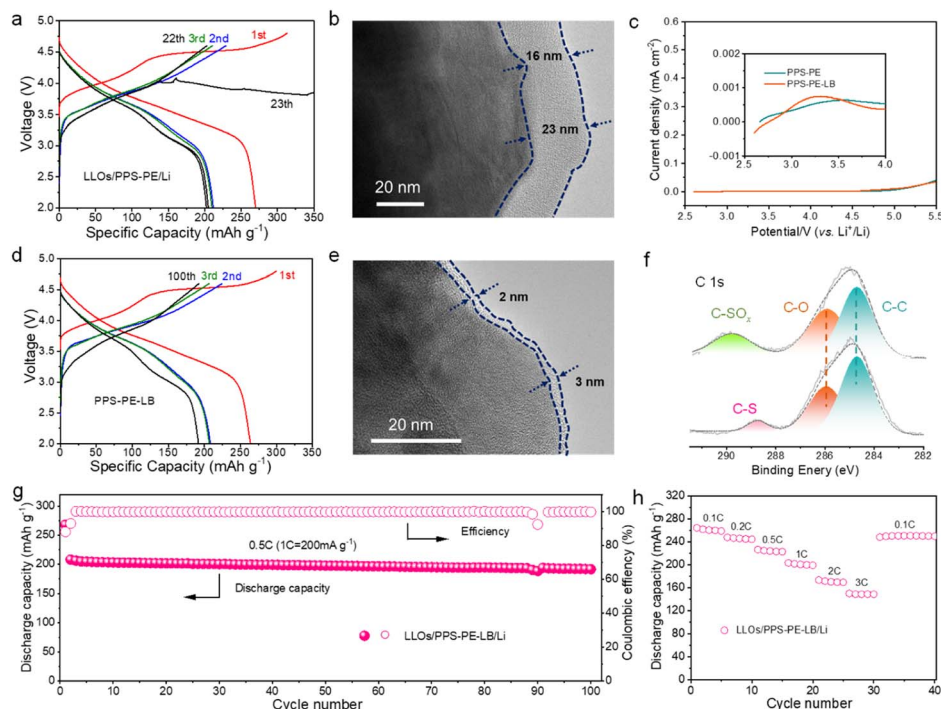 a
22th 3rd 2nd
1st
23th
LLOs/PPS-PE/Li
Voltage (V)
5.0
4.5
4.0
3.5
3.0
2.5
2.0
0 50 100 150 200 250 300 350
Specific Capacity (mAh g⁻¹)
b
16 nm
23 nm
20 nm
c
Current density (mA cm⁻²)
0.6
0.5
0.4
0.3
0.2
0.1
0.0
0.002
0.001
0.000
-0.001
PPS-PE
PPS-PE-LB
3.0 3.5 4.0
2.5 3.0 3.5 4.0 4.5 5.0 5.5
Potential/V (vs. Li⁺/Li)
d
100th 3rd 2nd
1st
PPS-PE-LB
Voltage (V)
5.0
4.5
4.0
3.5
3.0
2.5
2.0
0 50 100 150 200 250 300 350
Specific Capacity (mAh g⁻¹)
e
2 nm
3 nm
20 nm
f
C 1s
C-SOₓ
C-O
C-C
C-S
290 288 286 284 282
Binding Enery (eV)
g
Discharge capacity (mAh g⁻¹)
300
250
200
150
100
50
0
Efficiency
0.5C (1C=200mA g⁻¹)
Discharge capacity
LLOs/PPS-PE-LB/Li
100
80
60
40
20
0
Coulombic effiency (%)
0 10 20 30 40 50 60 70 80 90 100
Cycle number
h
Discharge capacity (mAh g⁻¹)
320
280
240
200
160
120
80
0.1C
0.2C
0.5C
1C
2C
3C
0.1C
LLOs/PPS-PE-LB/Li
0 10 20 30 40
Cycle number